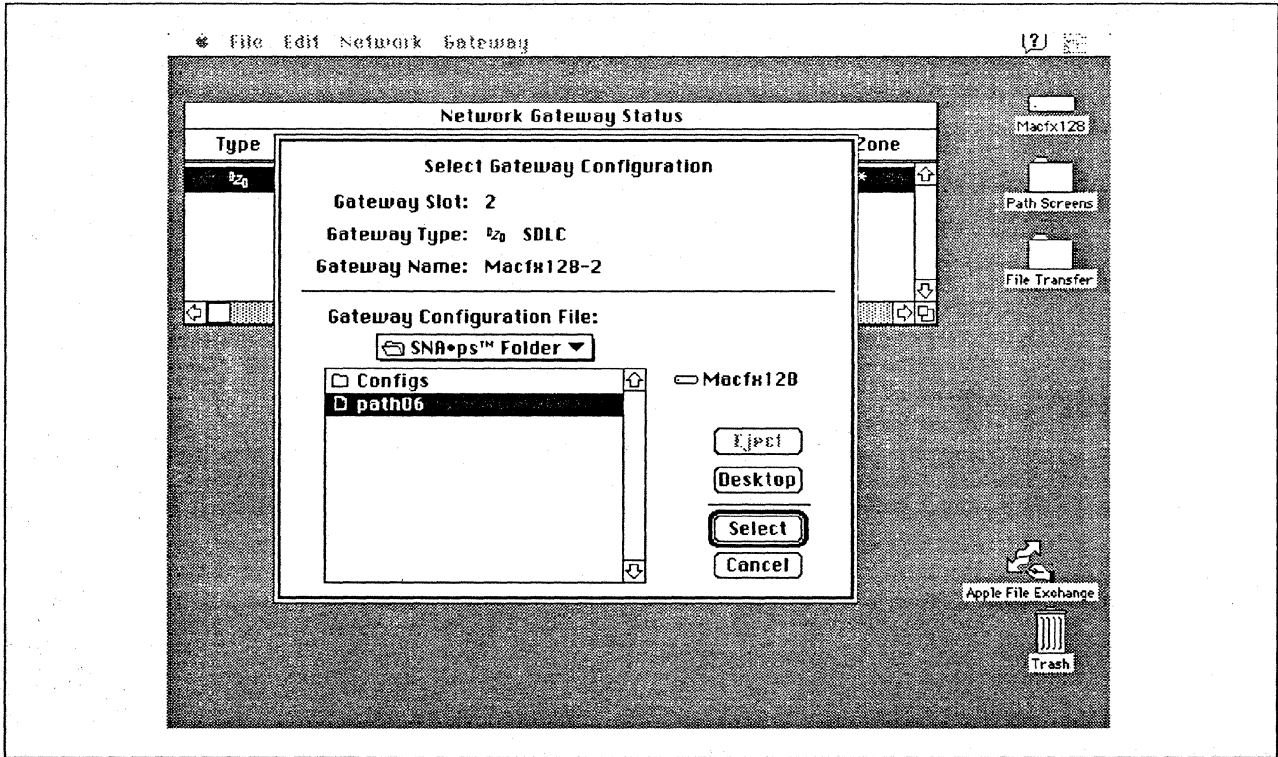 File Edit Network Gateway
Network Gateway Status
Type
Zone
Select Gateway Configuration
Gateway Slot: 2
Gateway Type: SDLC
Gateway Name: Macfx128-2
*
Gateway Configuration File:
SNA•ps™ Folder
Configs
path06
Macfx128
Eject
Desktop
Select
Cancel
Macfx128
Path Screens
File Transfer
Apple File Exchange
Trash